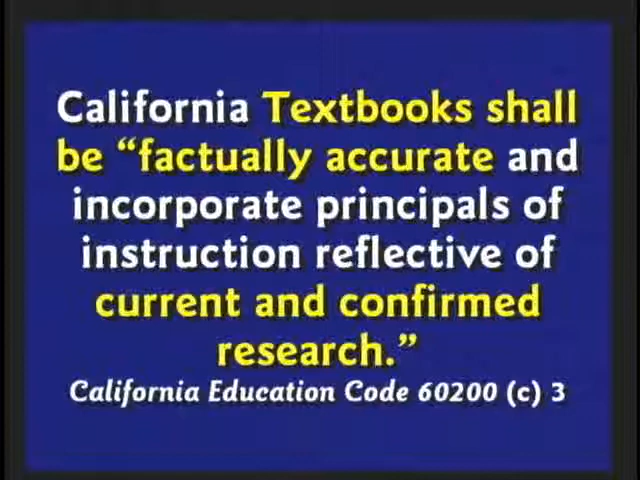 California Textbooks shall
be “factually accurate and
incorporate principals of
instruction reflective of
current and confirmed
research.”
California Education Code 60200 (c) 3